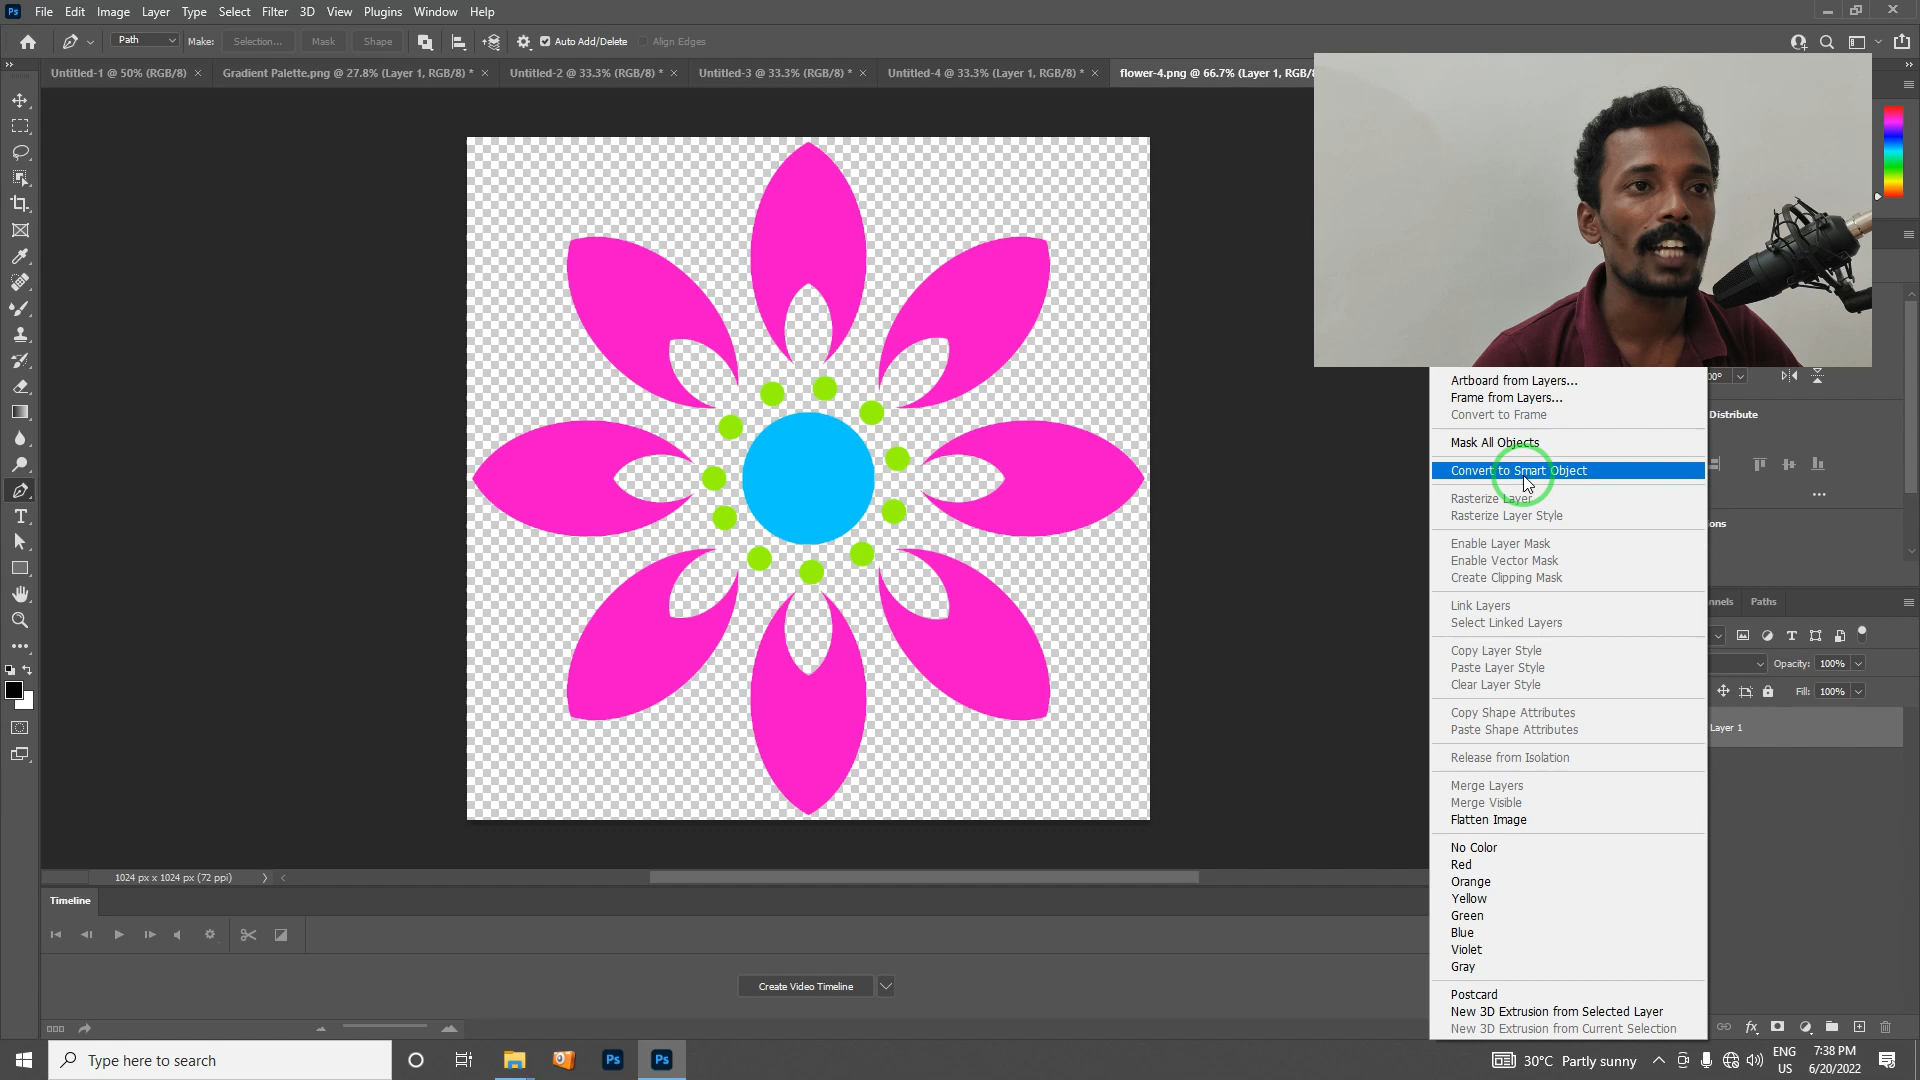 Ps File Edit Image Layer Type Select Filter 3D View Plugins Window Help
Path Make: Selection... Mask Shape Auto Add/Delete Align Edges
Untitled-1 @ 50% (RGB/8) × Gradient Palette.png @ 27.8% (Layer 1, RGB/8) * × Untitled-2 @ 33.3% (RGB/8) * × Untitled-3 @ 33.3% (RGB/8) * × Untitled-4 @ 33.3% (Layer 1, RGB/8) * × flower-4.png @ 66.7% (Layer 1, RGB/8
Artboard from Layers...
Frame from Layers...
Convert to Frame
Mask All Objects
Convert to Smart Object
Rasterize Layer
Rasterize Layer Style
Enable Layer Mask
Enable Vector Mask
Create Clipping Mask
Link Layers
Select Linked Layers
Copy Layer Style
Paste Layer Style
Clear Layer Style
Copy Shape Attributes
Paste Shape Attributes
Release from Isolation
Merge Layers
Merge Visible
Flatten Image
No Color
Red
Orange
Yellow
Green
Blue
Violet
Gray
Postcard
New 3D Extrusion from Selected Layer
New 3D Extrusion from Current Selection
00°
Distribute
ions
nnels Paths
Opacity: 100%
Fill: 100%
Layer 1
1024 px x 1024 px (72 ppi)
Timeline
Create Video Timeline
Type here to search
Ps Ps
30°C Partly sunny
ENG
US
7:38 PM
6/20/2022